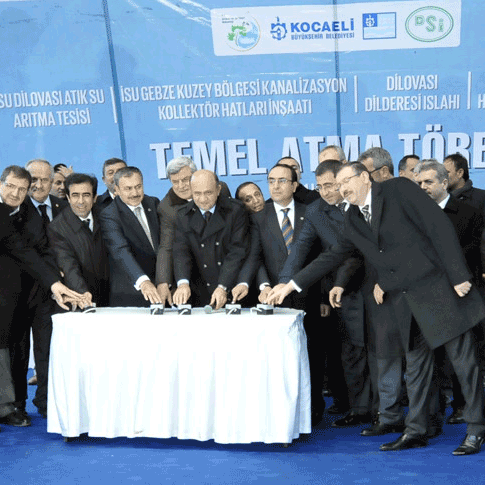 KOCAELİ
BÜYÜKŞEHİR BELEDİYESİ
DSİ
SU DİLOVASI ATIK SU
ARITMA TESİSİ
İSU GEBZE KUZEY BÖLGESİ KANALİZASYON
KOLLEKTÖR HATLARI İNŞAATI
DİLOVASI
DİLDERESİ ISLAHI
H
TEMEL ATMA TÖRE